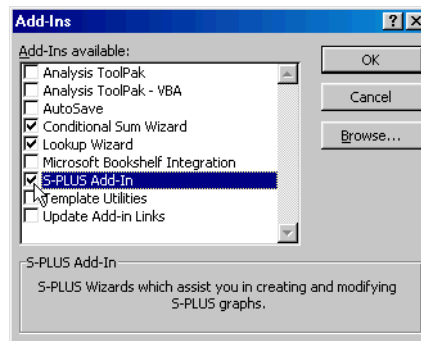 Add-Ins
Add-Ins available:
Analysis ToolPak
Analysis ToolPak - VBA
AutoSave
Conditional Sum Wizard
Lookup Wizard
Microsoft Bookshelf Integration
S-PLUS Add-In
Template Utilities
Update Add-in Links
OK
Cancel
Browse...
S-PLUS Add-In
S-PLUS Wizards which assist you in creating and modifying
S-PLUS graphs.